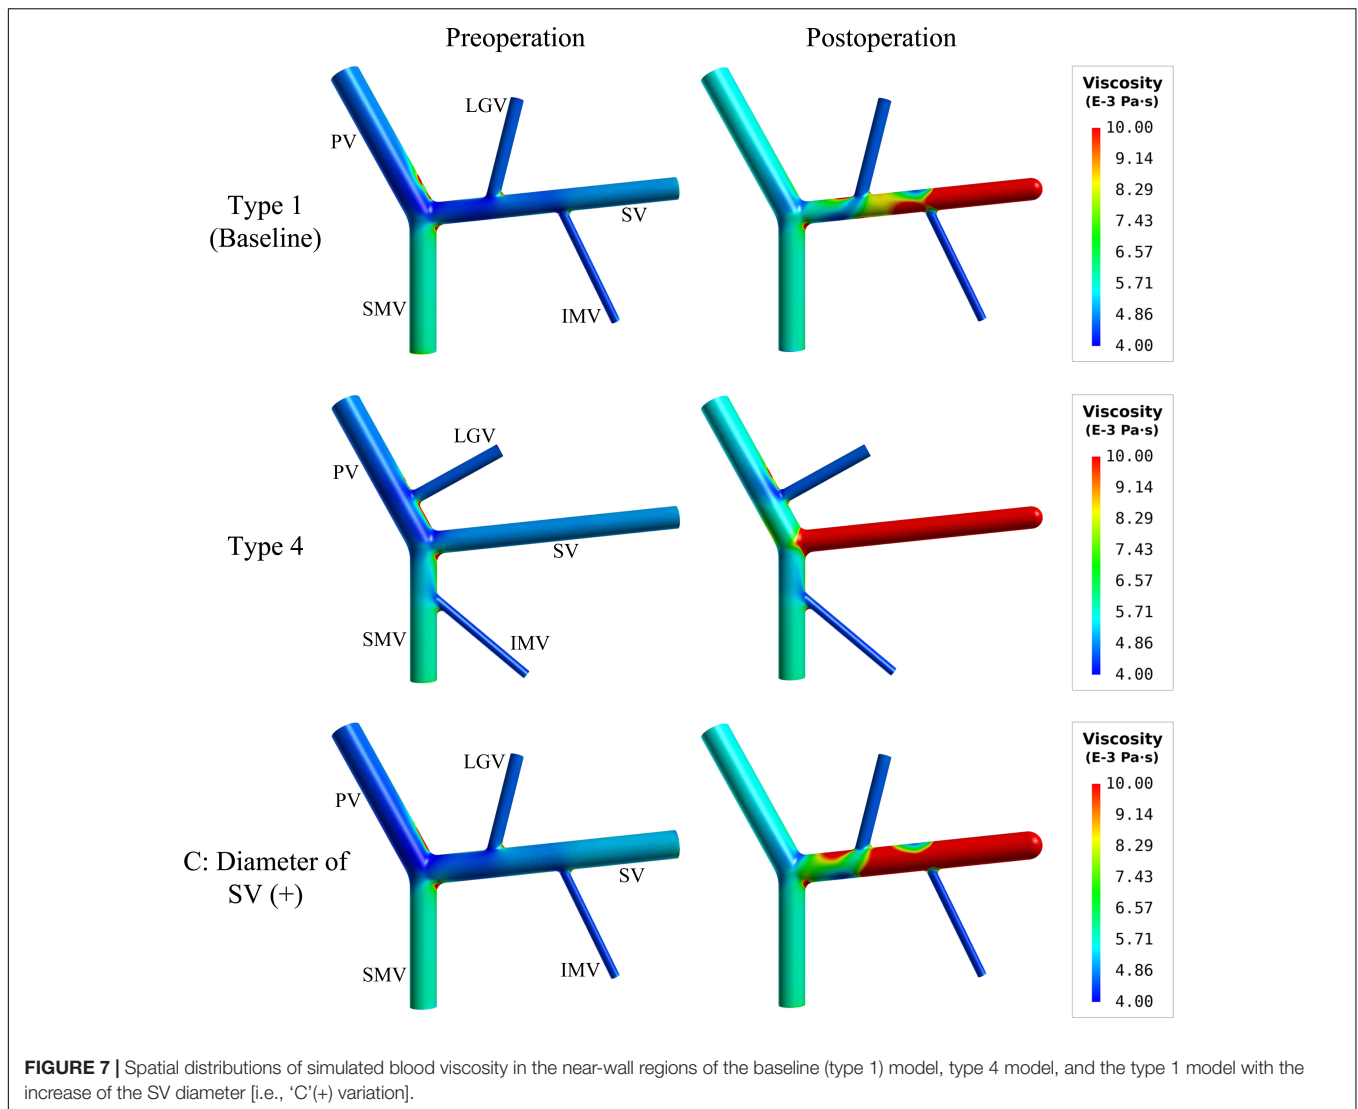 Preoperation
Postoperation
PV
LGV
SV
SMV
IMV
Type 1
(Baseline)
Viscosity
(E-3 Pa·s)
10.00
9.14
8.29
7.43
6.57
5.71
4.86
4.00
PV
LGV
SV
SMV
IMV
Type 4
Viscosity
(E-3 Pa·s)
10.00
9.14
8.29
7.43
6.57
5.71
4.86
4.00
PV
LGV
SV
SMV
IMV
C: Diameter of
SV (+)
Viscosity
(E-3 Pa·s)
10.00
9.14
8.29
7.43
6.57
5.71
4.86
4.00
FIGURE 7 | Spatial distributions of simulated blood viscosity in the near-wall regions of the baseline (type 1) model, type 4 model, and the type 1 model with the
increase of the SV diameter [i.e., ‘C’(+) variation].